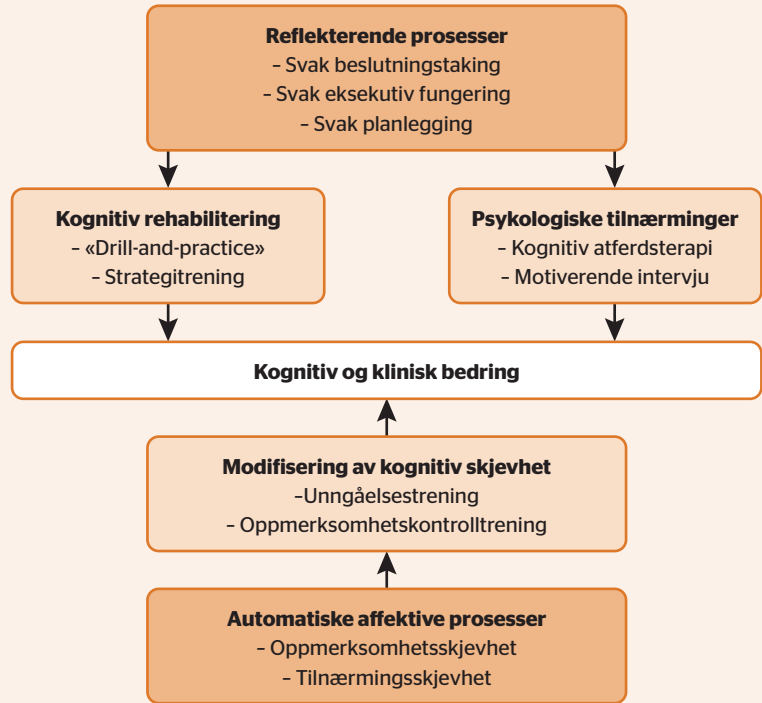 Reflekterende prosesser
– Svak beslutningstaking
– Svak eksekutiv fungering
– Svak planlegging
Kognitiv rehabilitering
– «Drill-and-practice»
– Strategitrening
Psykologiske tilnærminger
– Kognitiv atferdsterapi
– Motiverende intervju
Kognitiv og klinisk bedring
Modifisering av kognitiv skjevhet
–Unngåelsestrening
– Oppmerksomhetskontrolltrening
Automatiske affektive prosesser
– Oppmerksomhetsskjevhet
– Tilnærmingsskjevhet